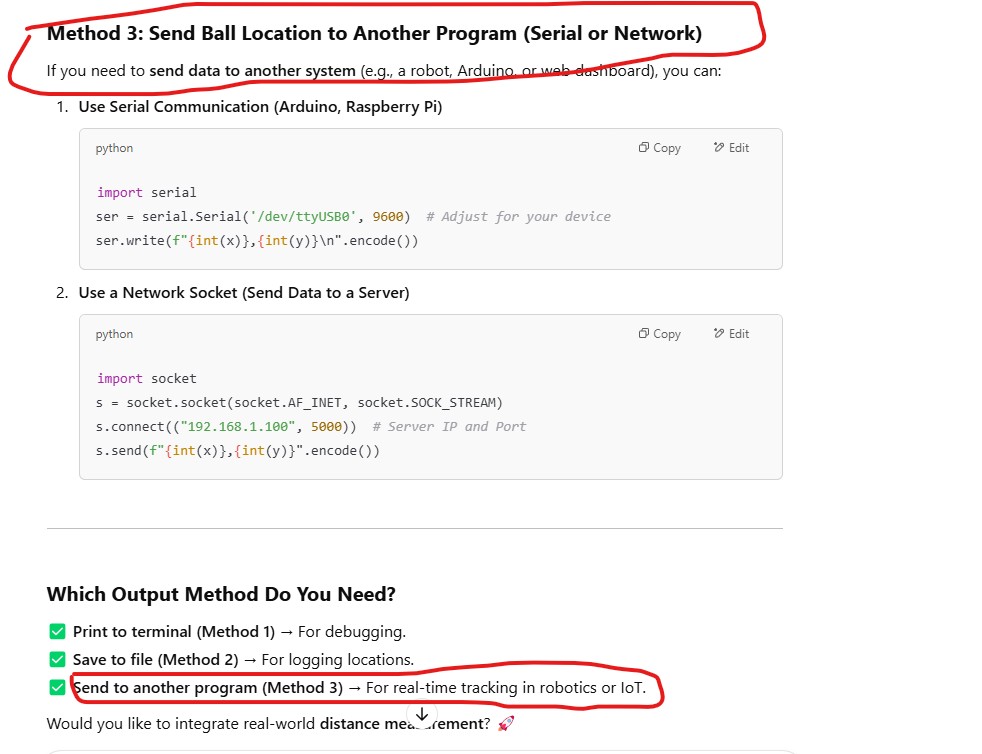 Method 3: Send Ball Location to Another Program (Serial or Network)
If you need to send data to another system (e.g., a robot, Arduino, or web dashboard), you can:
1. Use Serial Communication (Arduino, Raspberry Pi)
python Copy Edit
import serial
ser = serial.Serial('/dev/ttyUSB0', 9600)  # Adjust for your device
ser.write(f"{int(x)},{int(y)}\n".encode())
2. Use a Network Socket (Send Data to a Server)
python Copy Edit
import socket
s = socket.socket(socket.AF_INET, socket.SOCK_STREAM)
s.connect(("192.168.1.100", 5000))  # Server IP and Port
s.send(f"{int(x)},{int(y)}".encode())
Which Output Method Do You Need?
✅ Print to terminal (Method 1) → For debugging.
✅ Save to file (Method 2) → For logging locations.
✅ Send to another program (Method 3) → For real-time tracking in robotics or IoT.
Would you like to integrate real-world distance measurement? 🚀